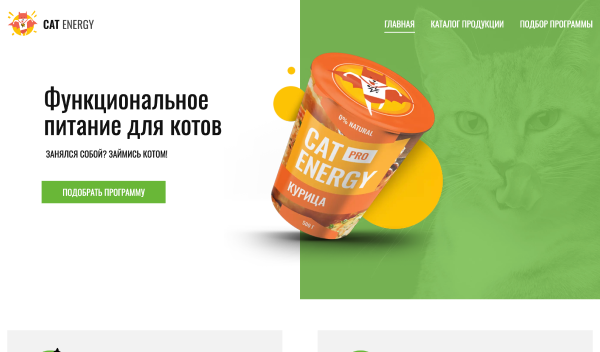 CAT ENERGY
ГЛАВНАЯ КАТАЛОГ ПРОДУКЦИИ ПОДБОР ПРОГРАММЫ
Функциональное
питание для котов
ЗАНЯЛСЯ СОБОЙ? ЗАЙМИСЬ КОТОМ!
ПОДОБРАТЬ ПРОГРАММУ
0% NATURAL
CAT PRO
ENERGY
КУРИЦА
500 г